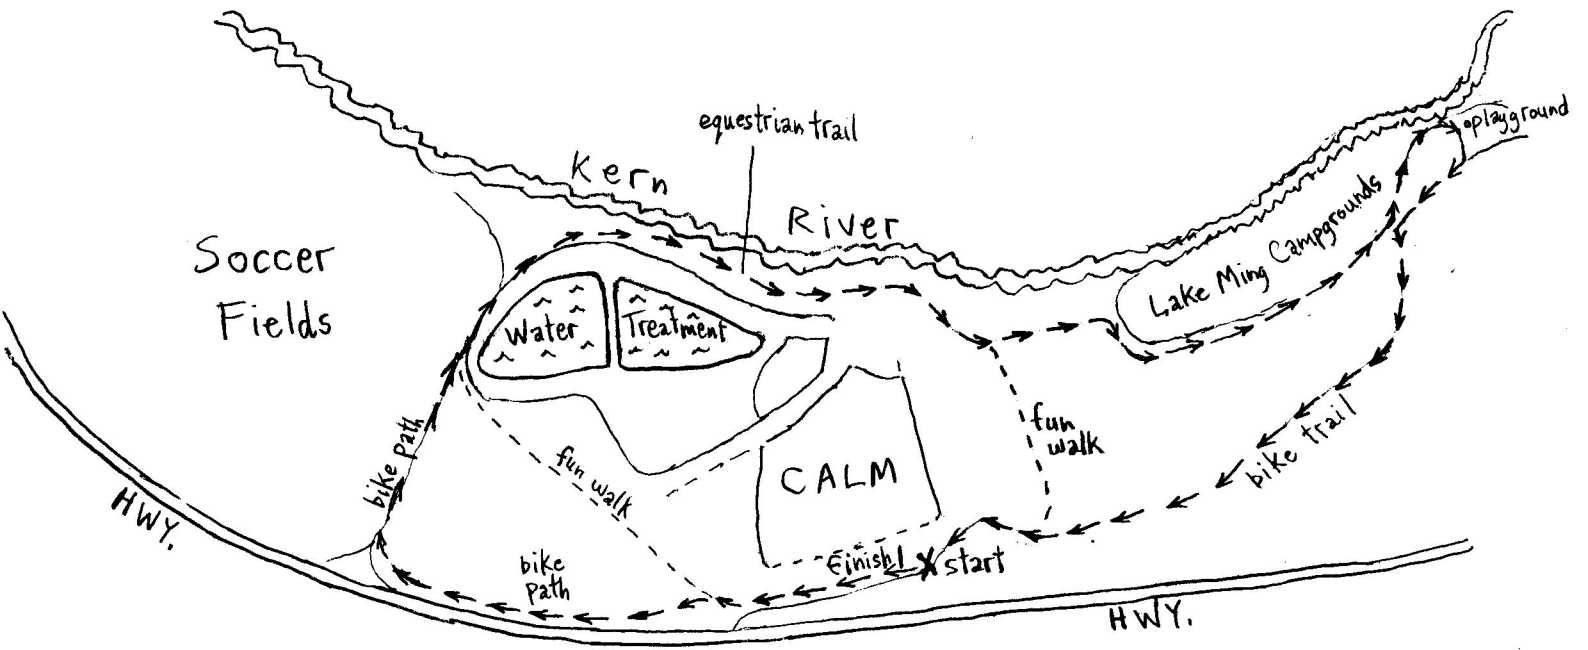 equestrian trail
playground
Kern
River
Lake Ming Campgrounds
Soccer
Fields
Water
Treatment
fun
walk
bike path
fun walk
CALM
bike trail
HWY.
bike
path
Finish!
X start
HWY.